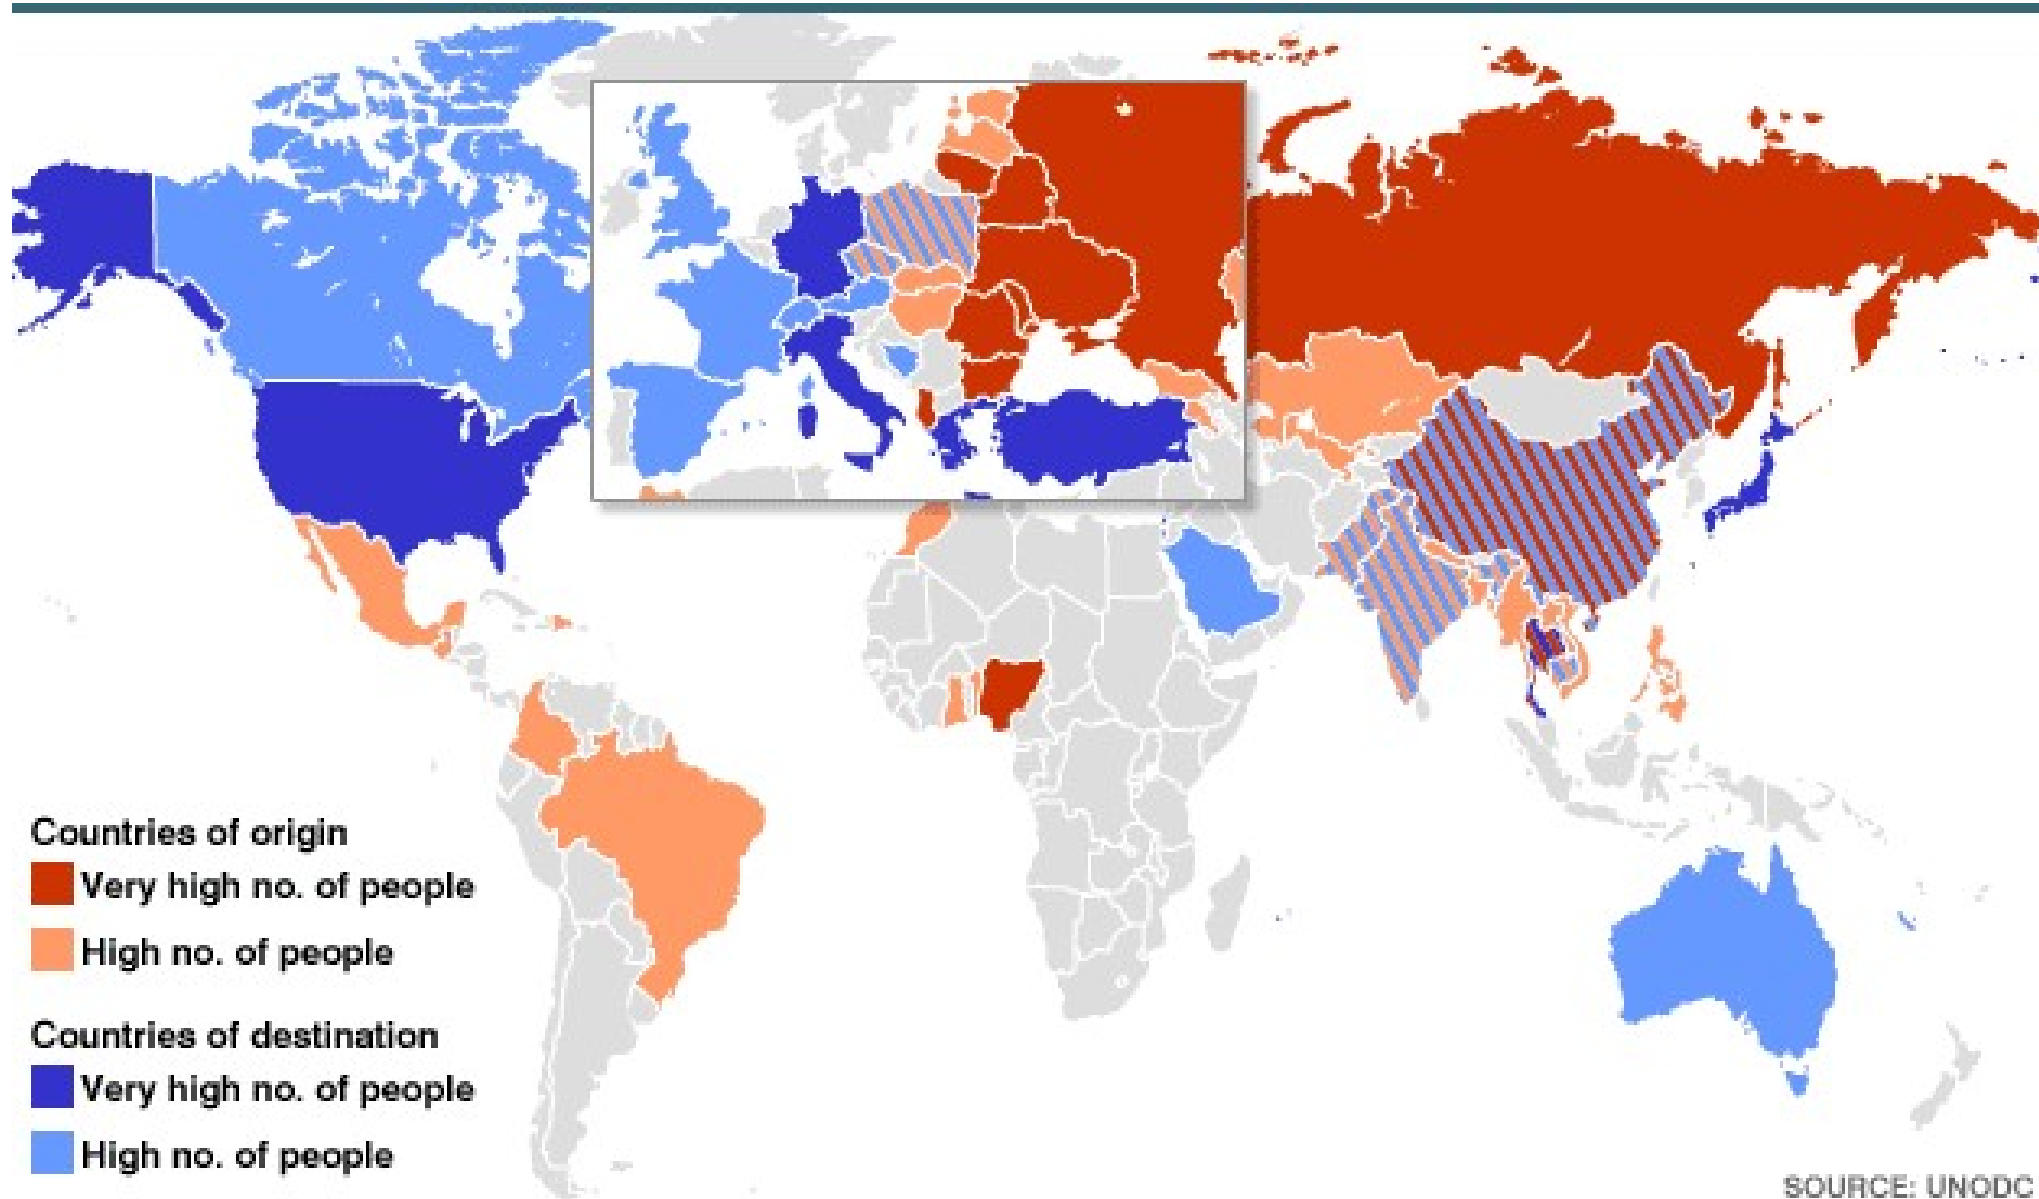 Countries of origin
Very high no. of people
High no. of people
Countries of destination
Very high no. of people
High no. of people
SOURCE: UNODC